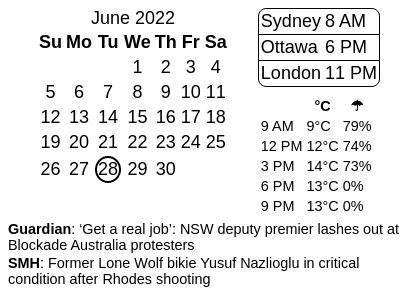 June 2022
Su Mo Tu We Th Fr Sa
1 2 3 4
5 6 7 8 9 10 11
12 13 14 15 16 17 18
19 20 21 22 23 24 25
26 27 28 29 30
Sydney 8 AM
Ottawa 6 PM
London 11 PM
°C ☂
9 AM 9°C 79%
12 PM 12°C 74%
3 PM 14°C 73%
6 PM 13°C 0%
9 PM 13°C 0%
Guardian: ‘Get a real job’: NSW deputy premier lashes out at
Blockade Australia protesters
SMH: Former Lone Wolf bikie Yusuf Nazlioglu in critical
condition after Rhodes shooting